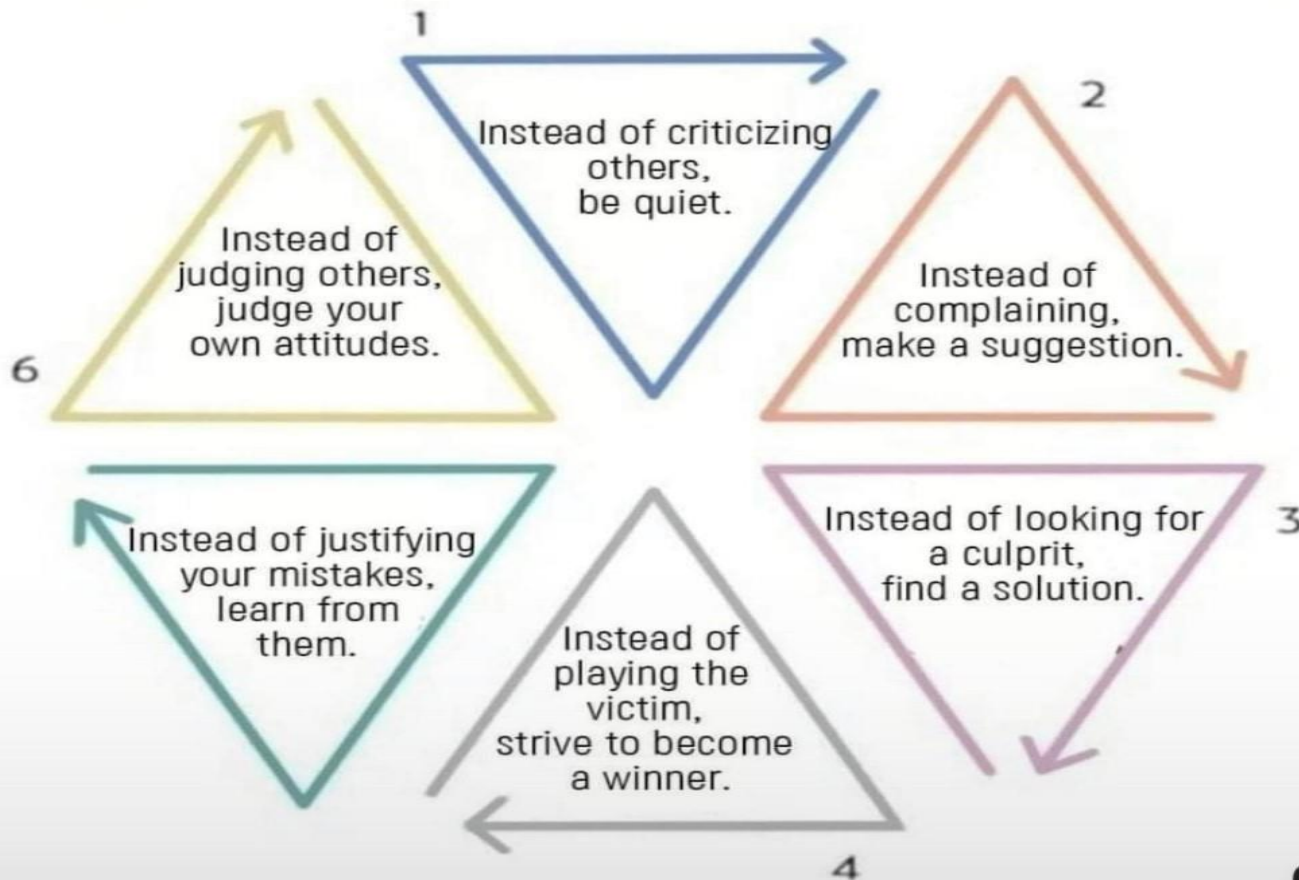 1
Instead of criticizing
others,
be quiet.
2
Instead of
complaining,
make a suggestion.
3
Instead of looking for
a culprit,
find a solution.
4
Instead of
playing the
victim,
strive to become
a winner.
Instead of justifying
your mistakes,
learn from
them.
6
Instead of
judging others,
judge your
own attitudes.